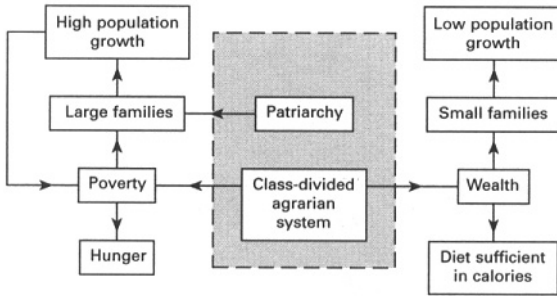 High population
growth
Low population
growth
Large families
Patriarchy
Small families
Poverty
Class-divided
agrarian
system
Wealth
Hunger
Diet sufficient
in calories